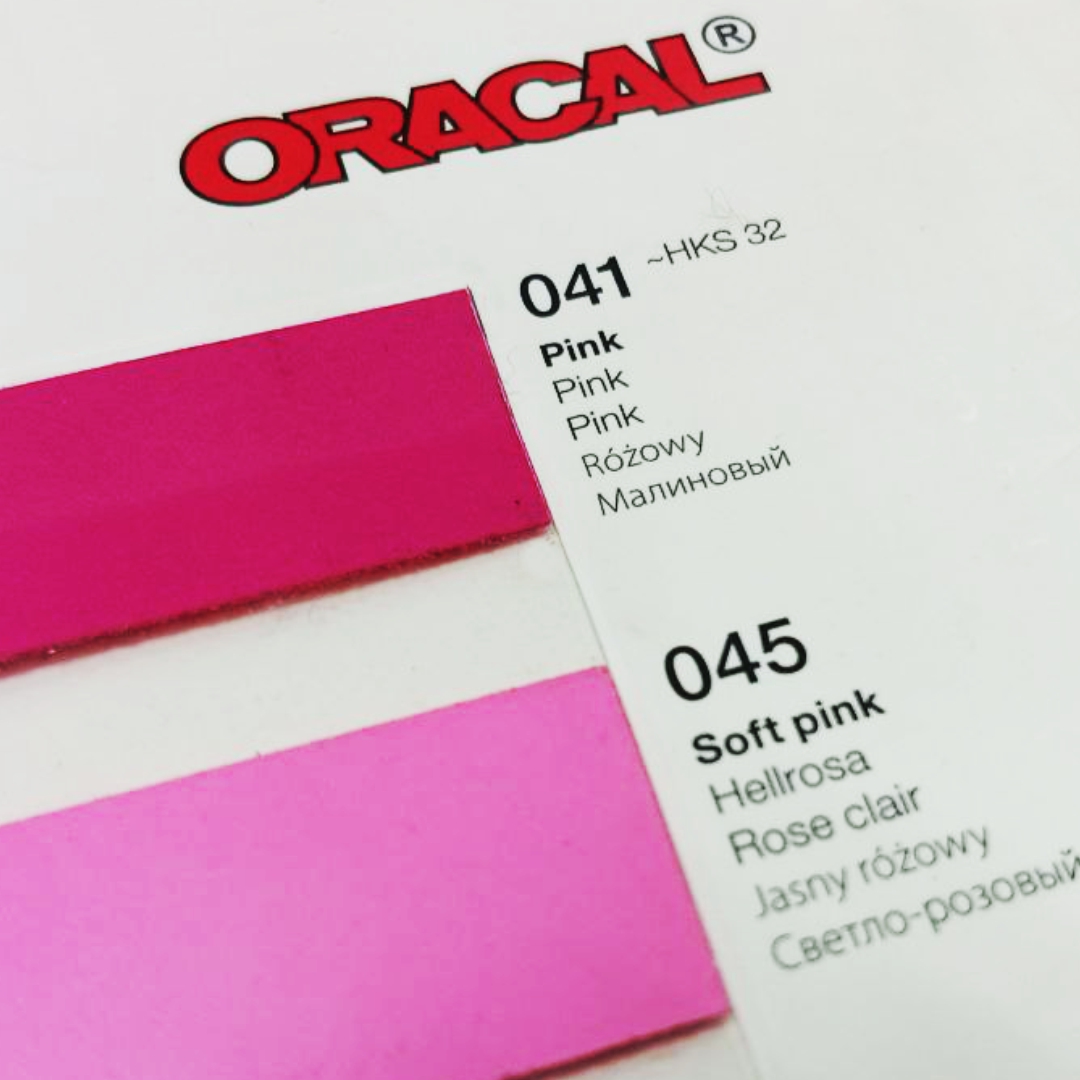 ORACAL®
041 ~HKS 32
Pink
Pink
Pink
Różowy
Малиновый
045
Soft pink
Hellrosa
Rose clair
Jasny różowy
Светло-розовый